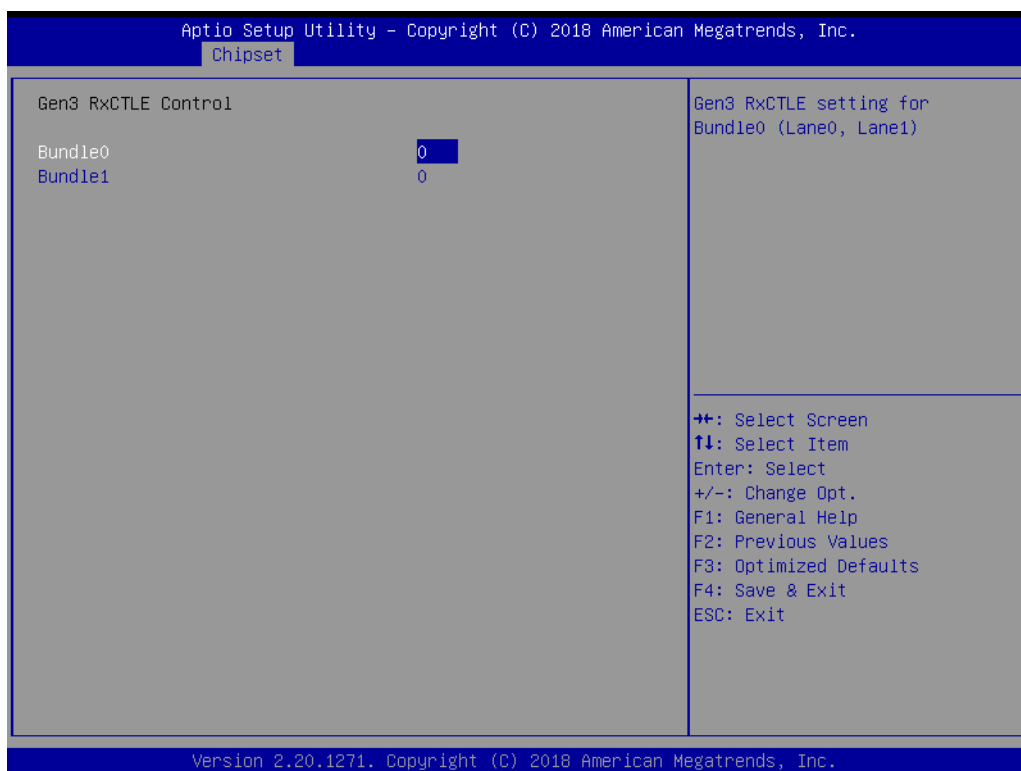 Aptio Setup Utility – Copyright (C) 2018 American Megatrends, Inc.
Chipset
Gen3 RxCTLE Control
Bundle0 0
Bundle1 0
Gen3 RxCTLE setting for
Bundle0 (Lane0, Lane1)
→←: Select Screen
↑↓: Select Item
Enter: Select
+/-: Change Opt.
F1: General Help
F2: Previous Values
F3: Optimized Defaults
F4: Save & Exit
ESC: Exit
Version 2.20.1271. Copyright (C) 2018 American Megatrends, Inc.